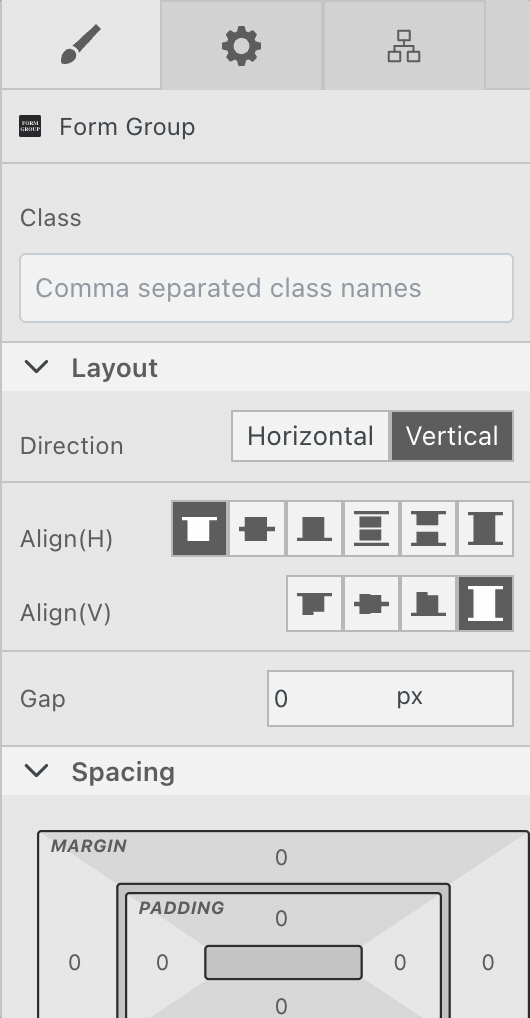 FORM
GROUP
Form Group
Class
Comma separated class names
Layout
Direction
Horizontal
Vertical
Align(H)
Align(V)
Gap
0
px
Spacing
MARGIN
0
PADDING
0
0
0
0
0
0